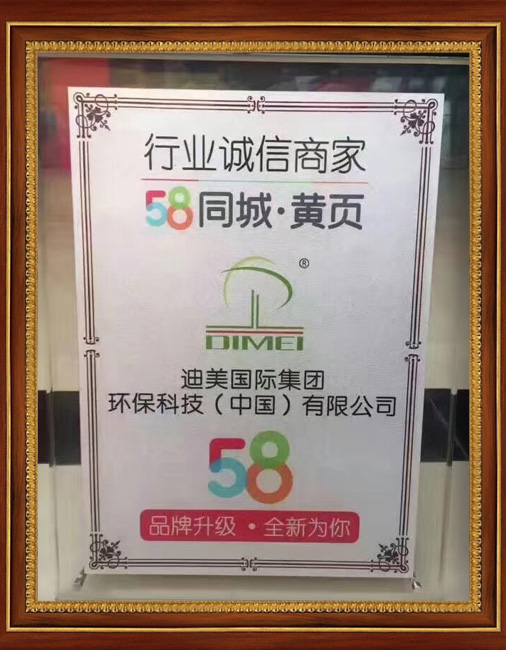 行业诚信商家
58同城·黄页
®
DIMEI
迪美国际集团
环保科技（中国）有限公司
58
品牌升级·全新为你